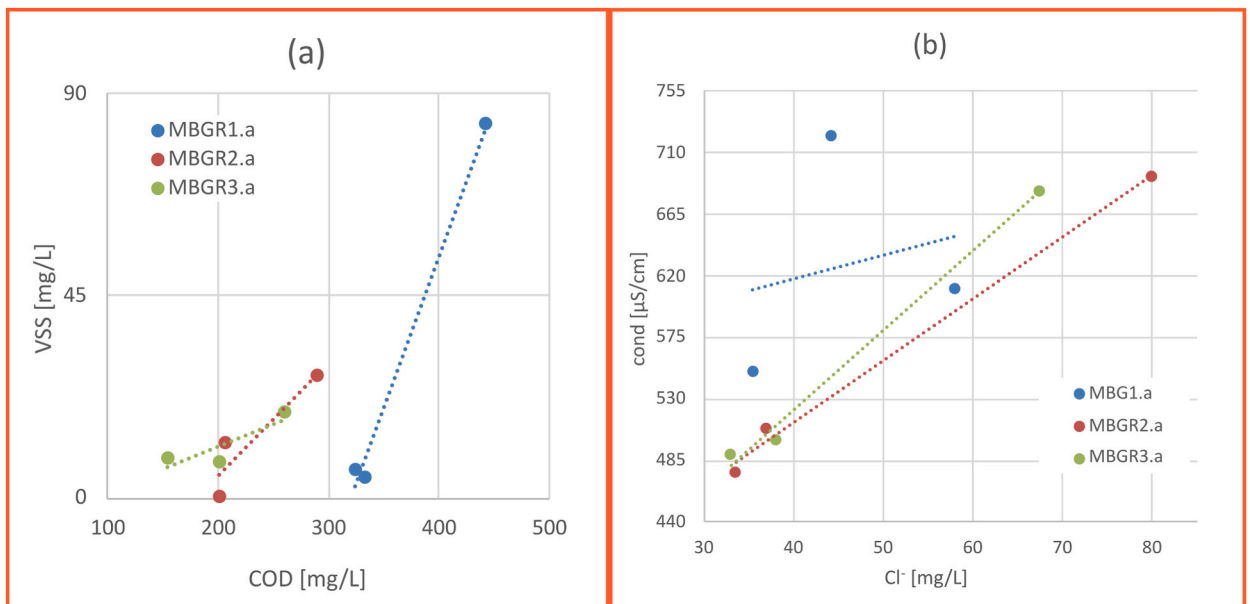 (a)
90
45
0
VSS [mg/L]
MBGR1.a
MBGR2.a
MBGR3.a
100 200 300 400 500
COD [mg/L]
(b)
755
710
665
620
575
530
485
440
cond [µS/cm]
MBG1.a
MBGR2.a
MBGR3.a
30 40 50 60 70 80
Cl⁻ mg/L]